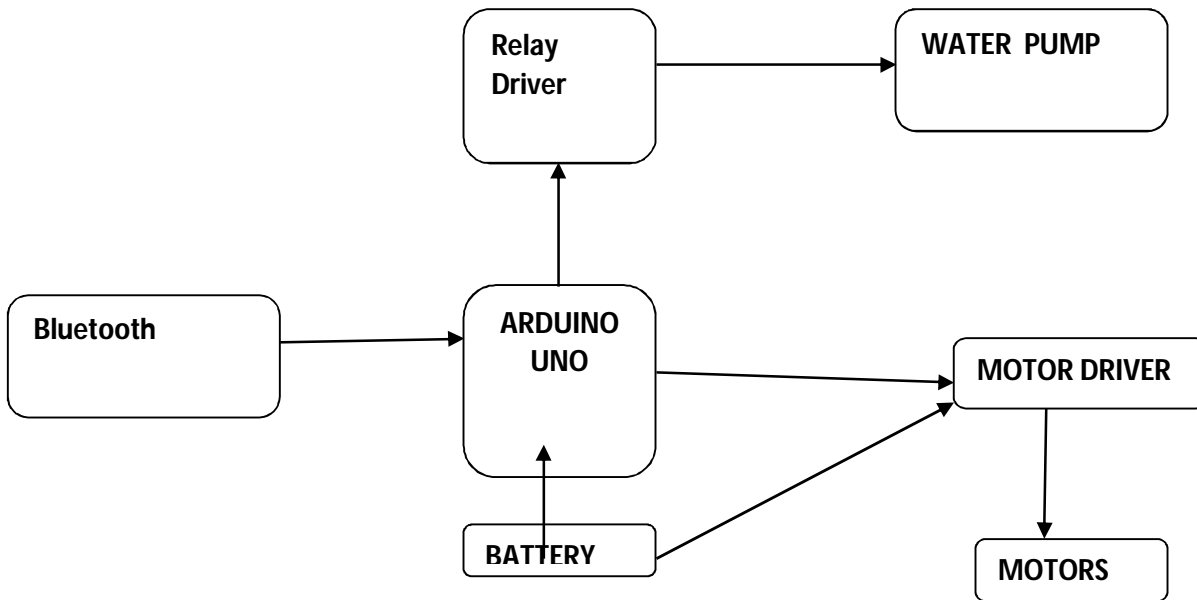 Relay
Driver
WATER PUMP
Bluetooth
ARDUINO
UNO
MOTOR DRIVER
BATTERY
MOTORS